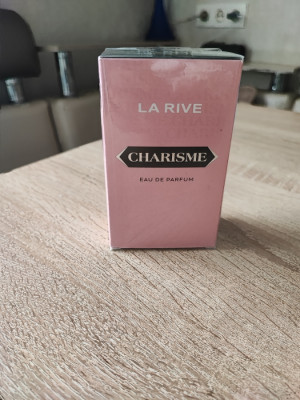 LA RIVE
CHARISME
EAU DE PARFUM